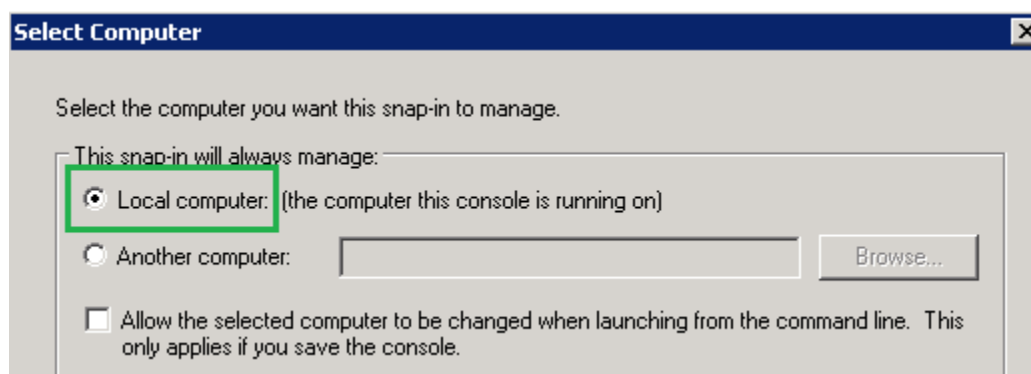 Select Computer
Select the computer you want this snap-in to manage.
This snap-in will always manage:
Local computer: (the computer this console is running on)
Another computer:
Browse...
Allow the selected computer to be changed when launching from the command line. This
only applies if you save the console.